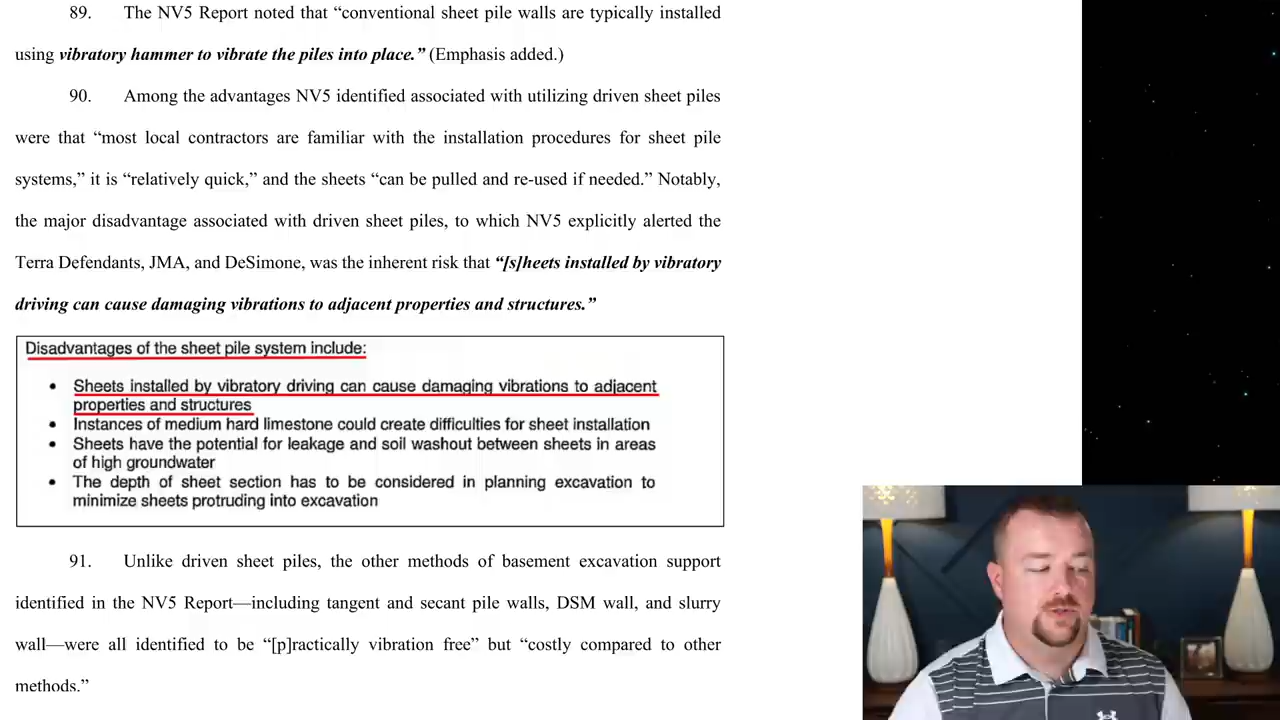 89. The NV5 Report noted that “conventional sheet pile walls are typically installed
using vibratory hammer to vibrate the piles into place.” (Emphasis added.)
90. Among the advantages NV5 identified associated with utilizing driven sheet piles
were that “most local contractors are familiar with the installation procedures for sheet pile
systems,” it is “relatively quick,” and the sheets “can be pulled and re-used if needed.” Notably,
the major disadvantage associated with driven sheet piles, to which NV5 explicitly alerted the
Terra Defendants, JMA, and DeSimone, was the inherent risk that “[s]heets installed by vibratory
driving can cause damaging vibrations to adjacent properties and structures.”
Disadvantages of the sheet pile system include:
• Sheets installed by vibratory driving can cause damaging vibrations to adjacent
properties and structures
• Instances of medium hard limestone could create difficulties for sheet installation
• Sheets have the potential for leakage and soil washout between sheets in areas
of high groundwater
• The depth of sheet section has to be considered in planning excavation to
minimize sheets protruding into excavation
91. Unlike driven sheet piles, the other methods of basement excavation support
identified in the NV5 Report—including tangent and secant pile walls, DSM wall, and slurry
wall—were all identified to be “[p]ractically vibration free” but “costly compared to other
methods.”